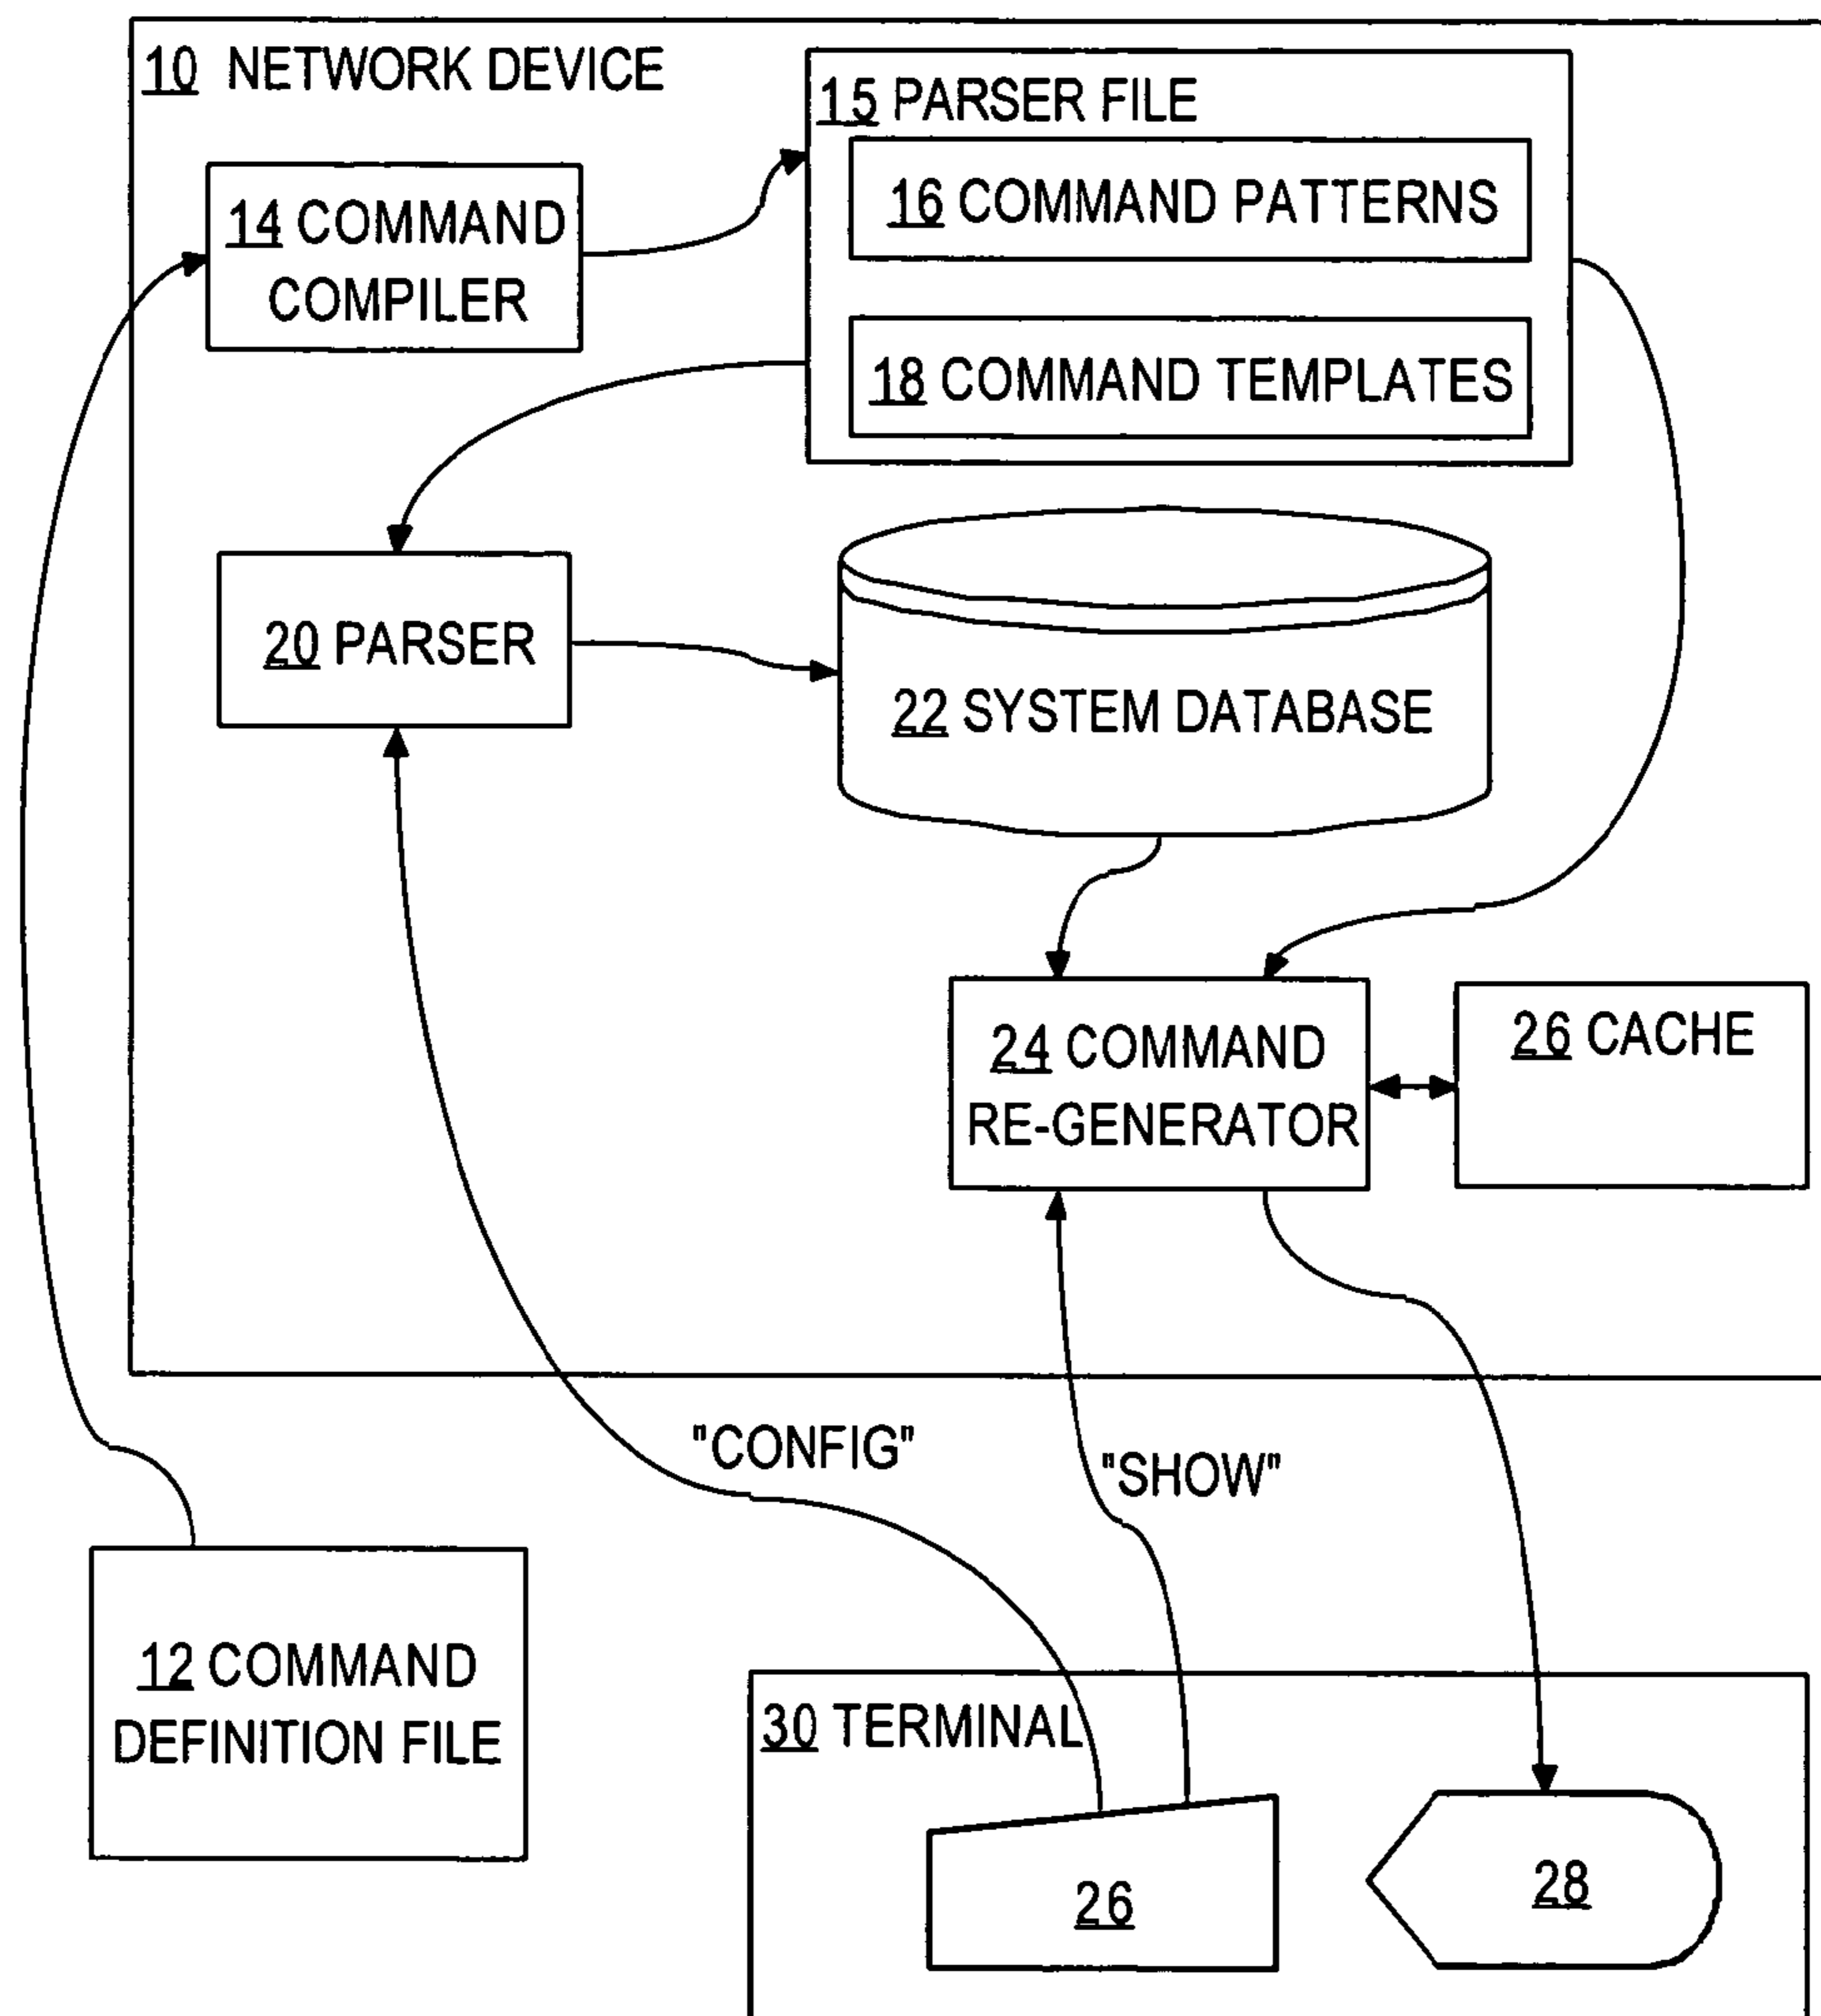 10 NETWORK DEVICE
15 PARSER FILE
16 COMMAND PATTERNS
14 COMMAND
COMPILER
18 COMMAND TEMPLATES
20 PARSER
22 SYSTEM DATABASE
24 COMMAND
RE-GENERATOR
26 CACHE
"CONFIG"
"SHOW"
12 COMMAND
DEFINITION FILE
30 TERMINAL
26
28